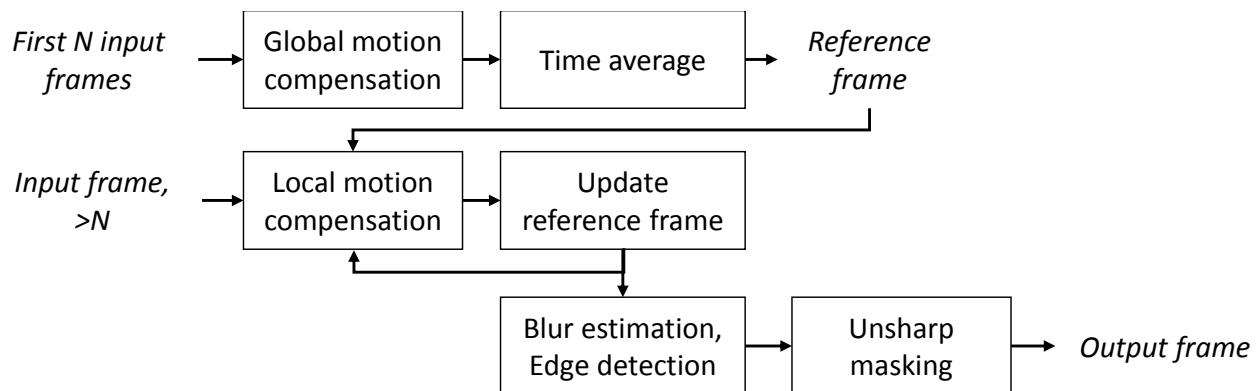 First N input
frames
Global motion
compensation
Time average
Reference
frame
Input frame,
>N
Local motion
compensation
Update
reference frame
Blur estimation,
Edge detection
Unsharp
masking
Output frame